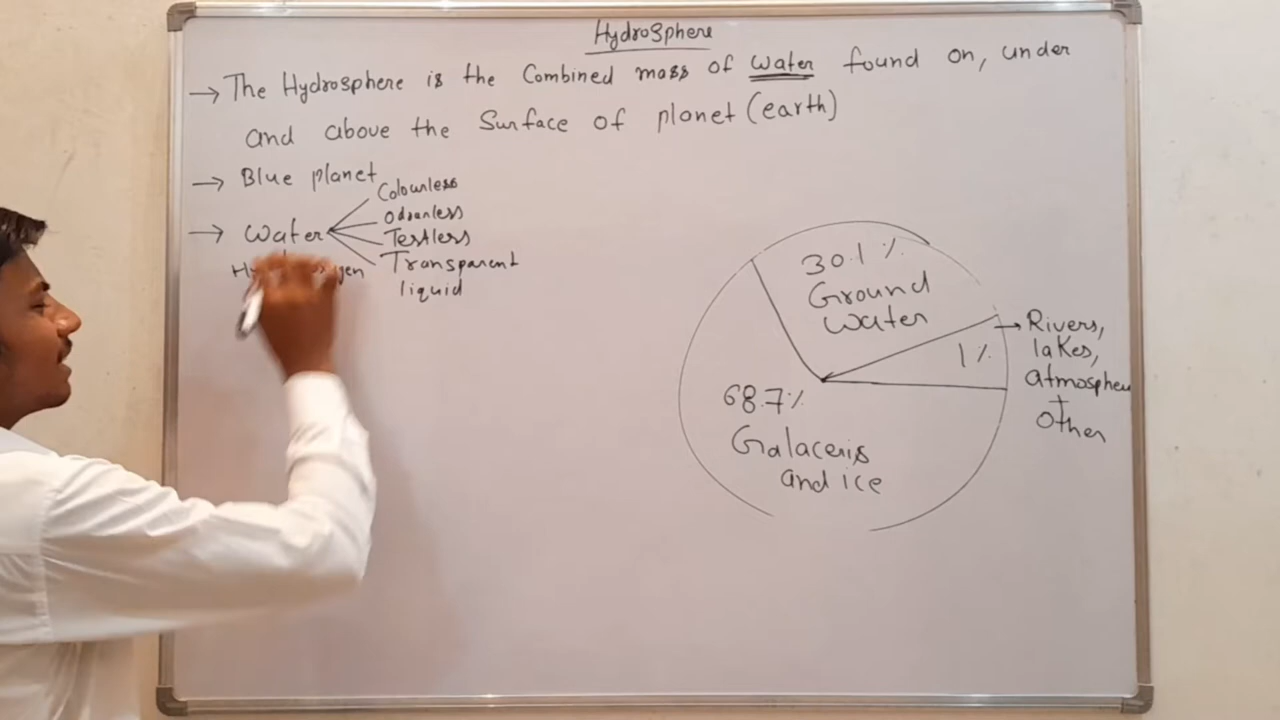 Hydrosphere
→ The Hydrosphere is the Combined mass of water found on, under
and above the Surface of planet (earth)
→ Blue planet
Colourless
→ Water
Odourless
Testless
Transparent
liquid
30.1 %
Ground
water
1 %
→ Rivers,
lakes,
atmospher
+
Other
68.7 %
Galaceris
and ice